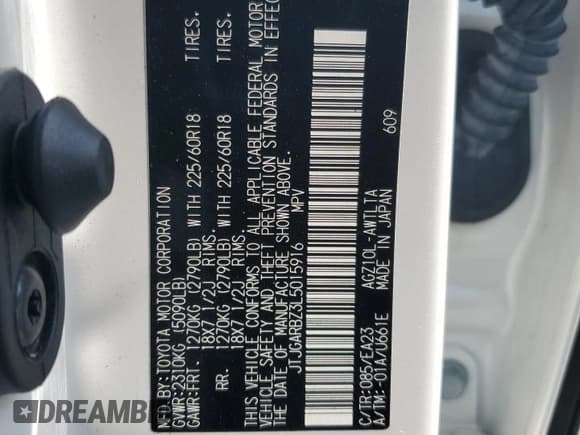 MFD. BY: TOYOTA MOTOR CORPORATION
GVWR: 2310KG (5090LB)
GAWR: FRT. 1270KG (2790LB) WITH 225/60R18 TIRES.
18X7 1/2J RIMS.
RR. 1270KG (2790LB) WITH 225/60R18 TIRES.
18X7 1/2J RIMS.
THIS VEHICLE CONFORMS TO ALL APPLICABLE FEDERAL MOTOR
VEHICLE SAFETY AND THEFT PREVENTION STANDARDS IN EFFEC
THE DATE OF MANUFACTURE SHOWN ABOVE.
JTJGARBZ3L5015916 MPV
C/TR: 085/EA23 AGZ10L-AWTLTA
A/TM: -01A/U661E MADE IN JAPAN 609
DREAMBI